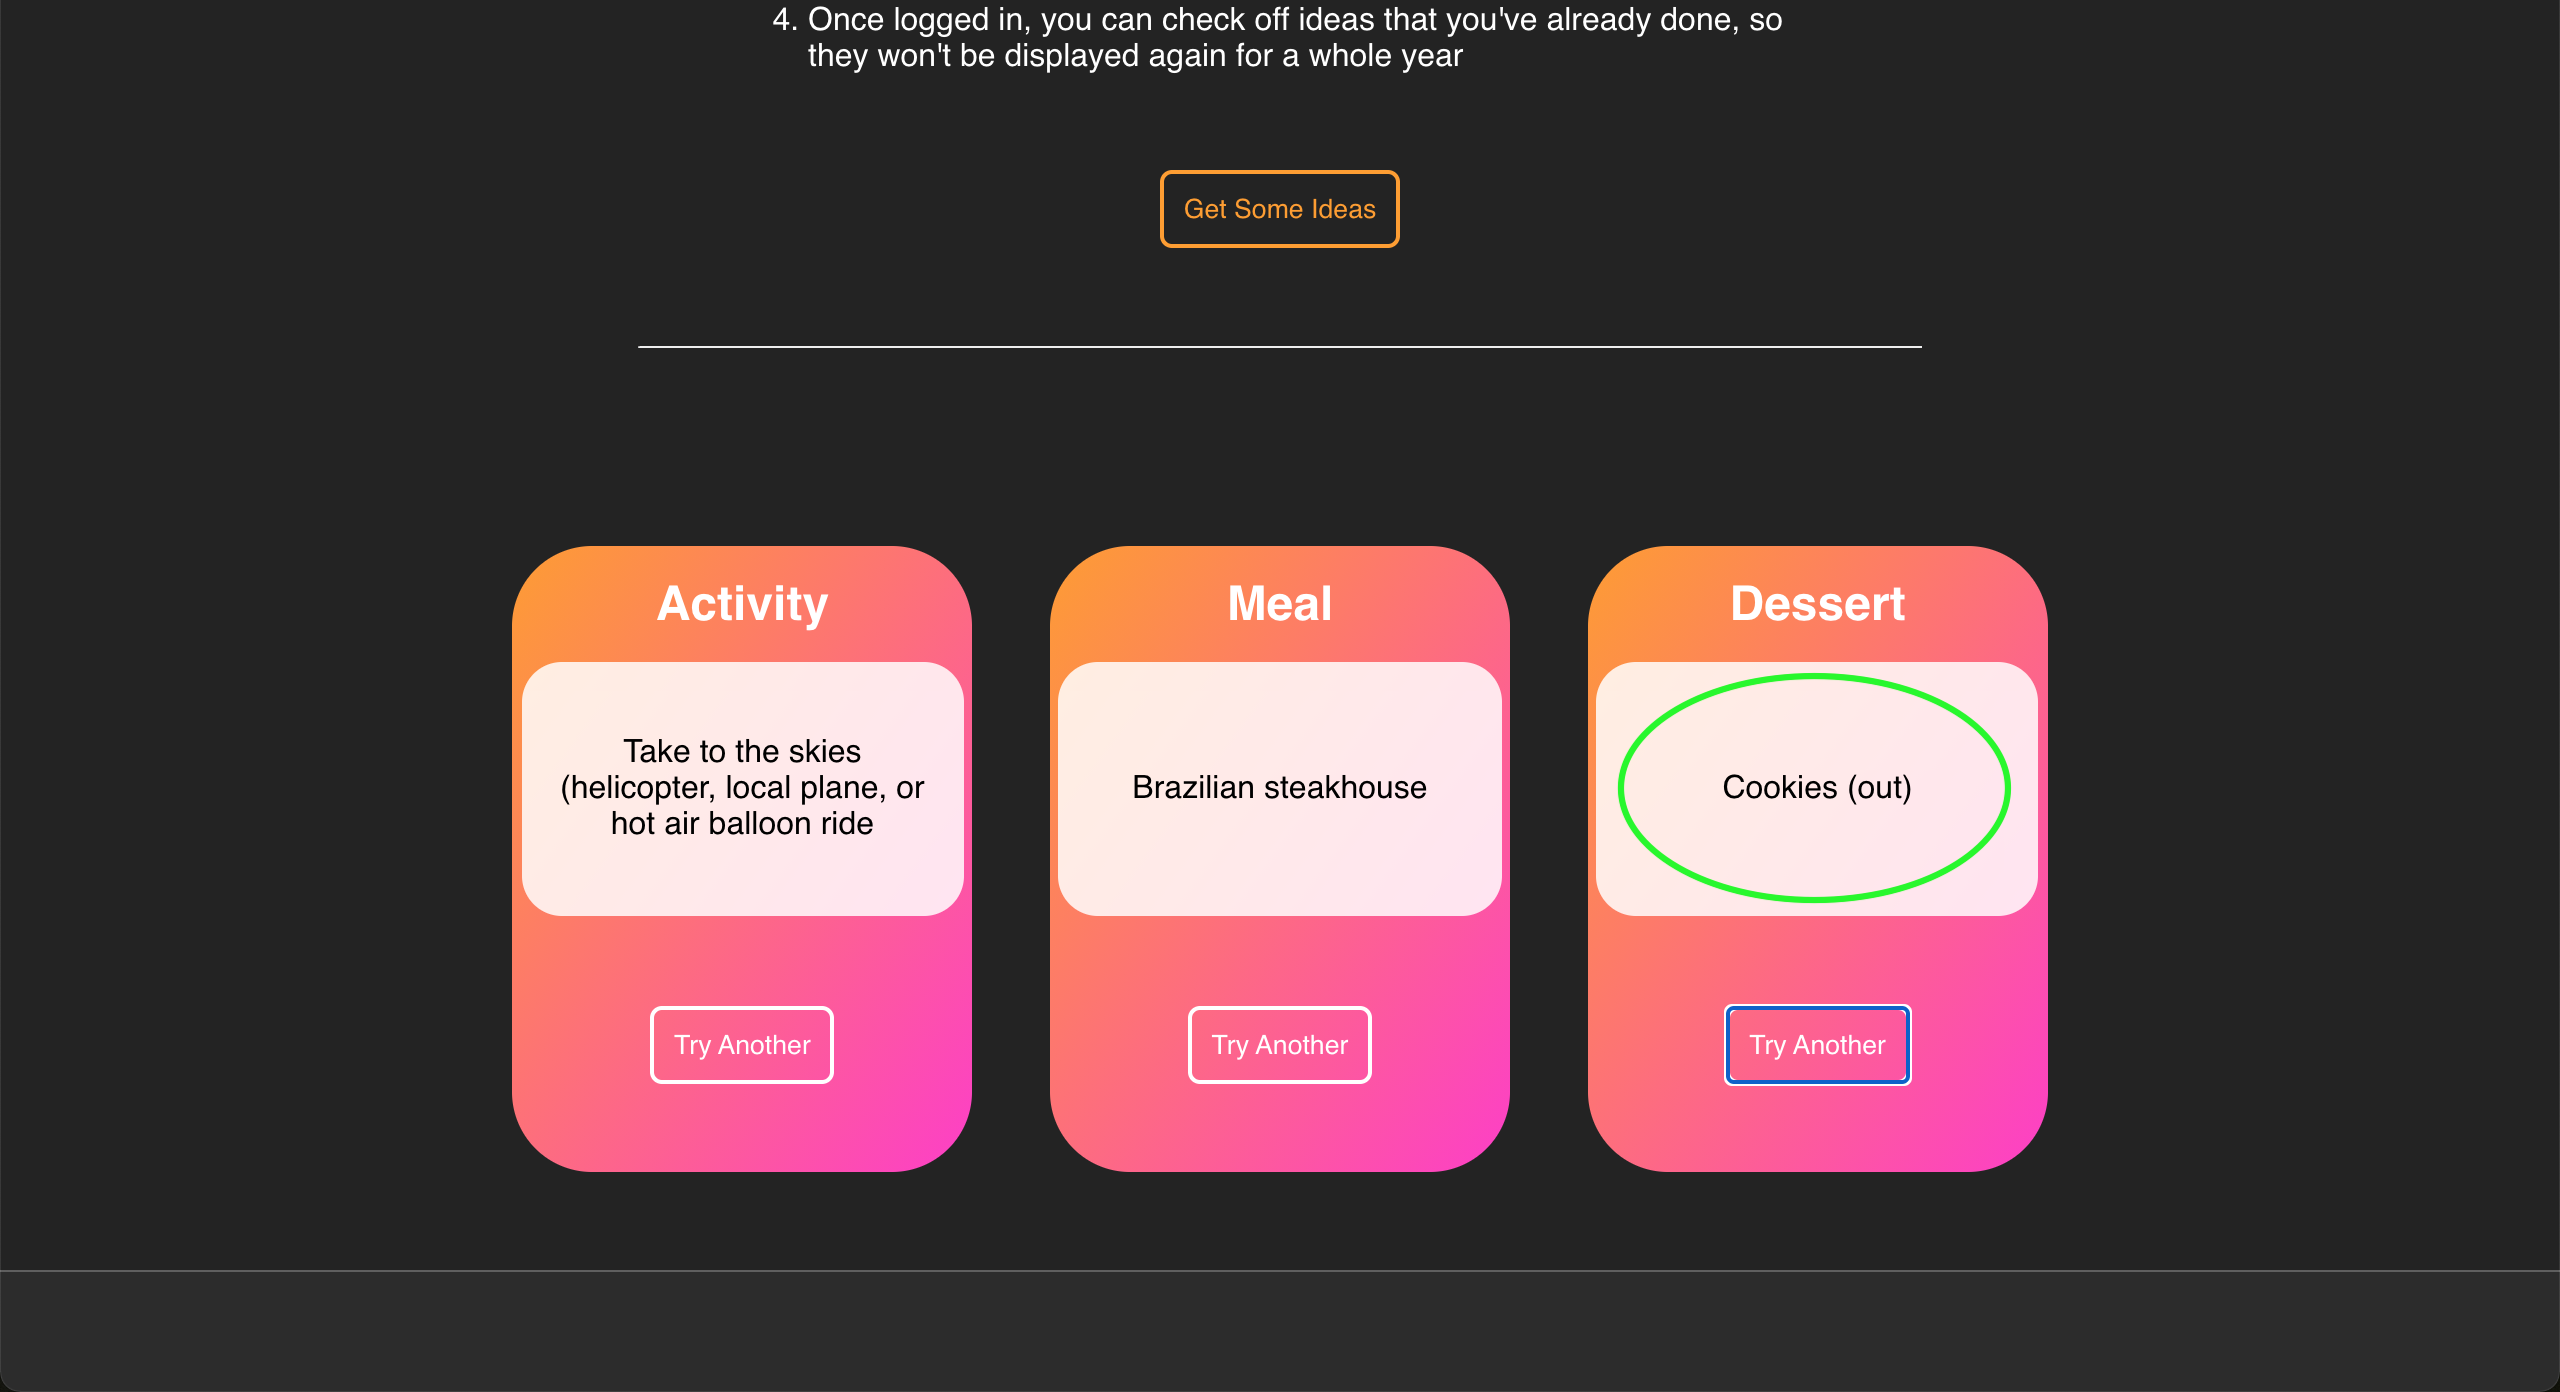 4. Once logged in, you can check off ideas that you've already done, so
they won't be displayed again for a whole year
Get Some Ideas
Activity
Take to the skies
(helicopter, local plane, or
hot air balloon ride
Try Another
Meal
Brazilian steakhouse
Try Another
Dessert
Cookies (out)
Try Another